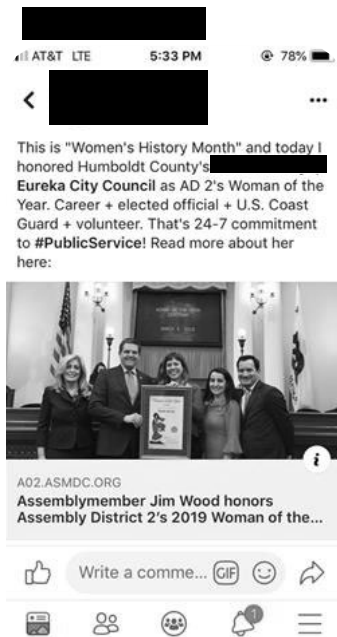 AT&T LTE 5:33 PM 78%
This is "Women's History Month" and today I
honored Humboldt County's
Eureka City Council as AD 2's Woman of the
Year. Career + elected official + U.S. Coast
Guard + volunteer. That's 24-7 commitment
to #PublicService! Read more about her
here:
i
A02.ASMDC.ORG
Assemblymember Jim Wood honors
Assembly District 2's 2019 Woman of the...
Write a comme... GIF
1